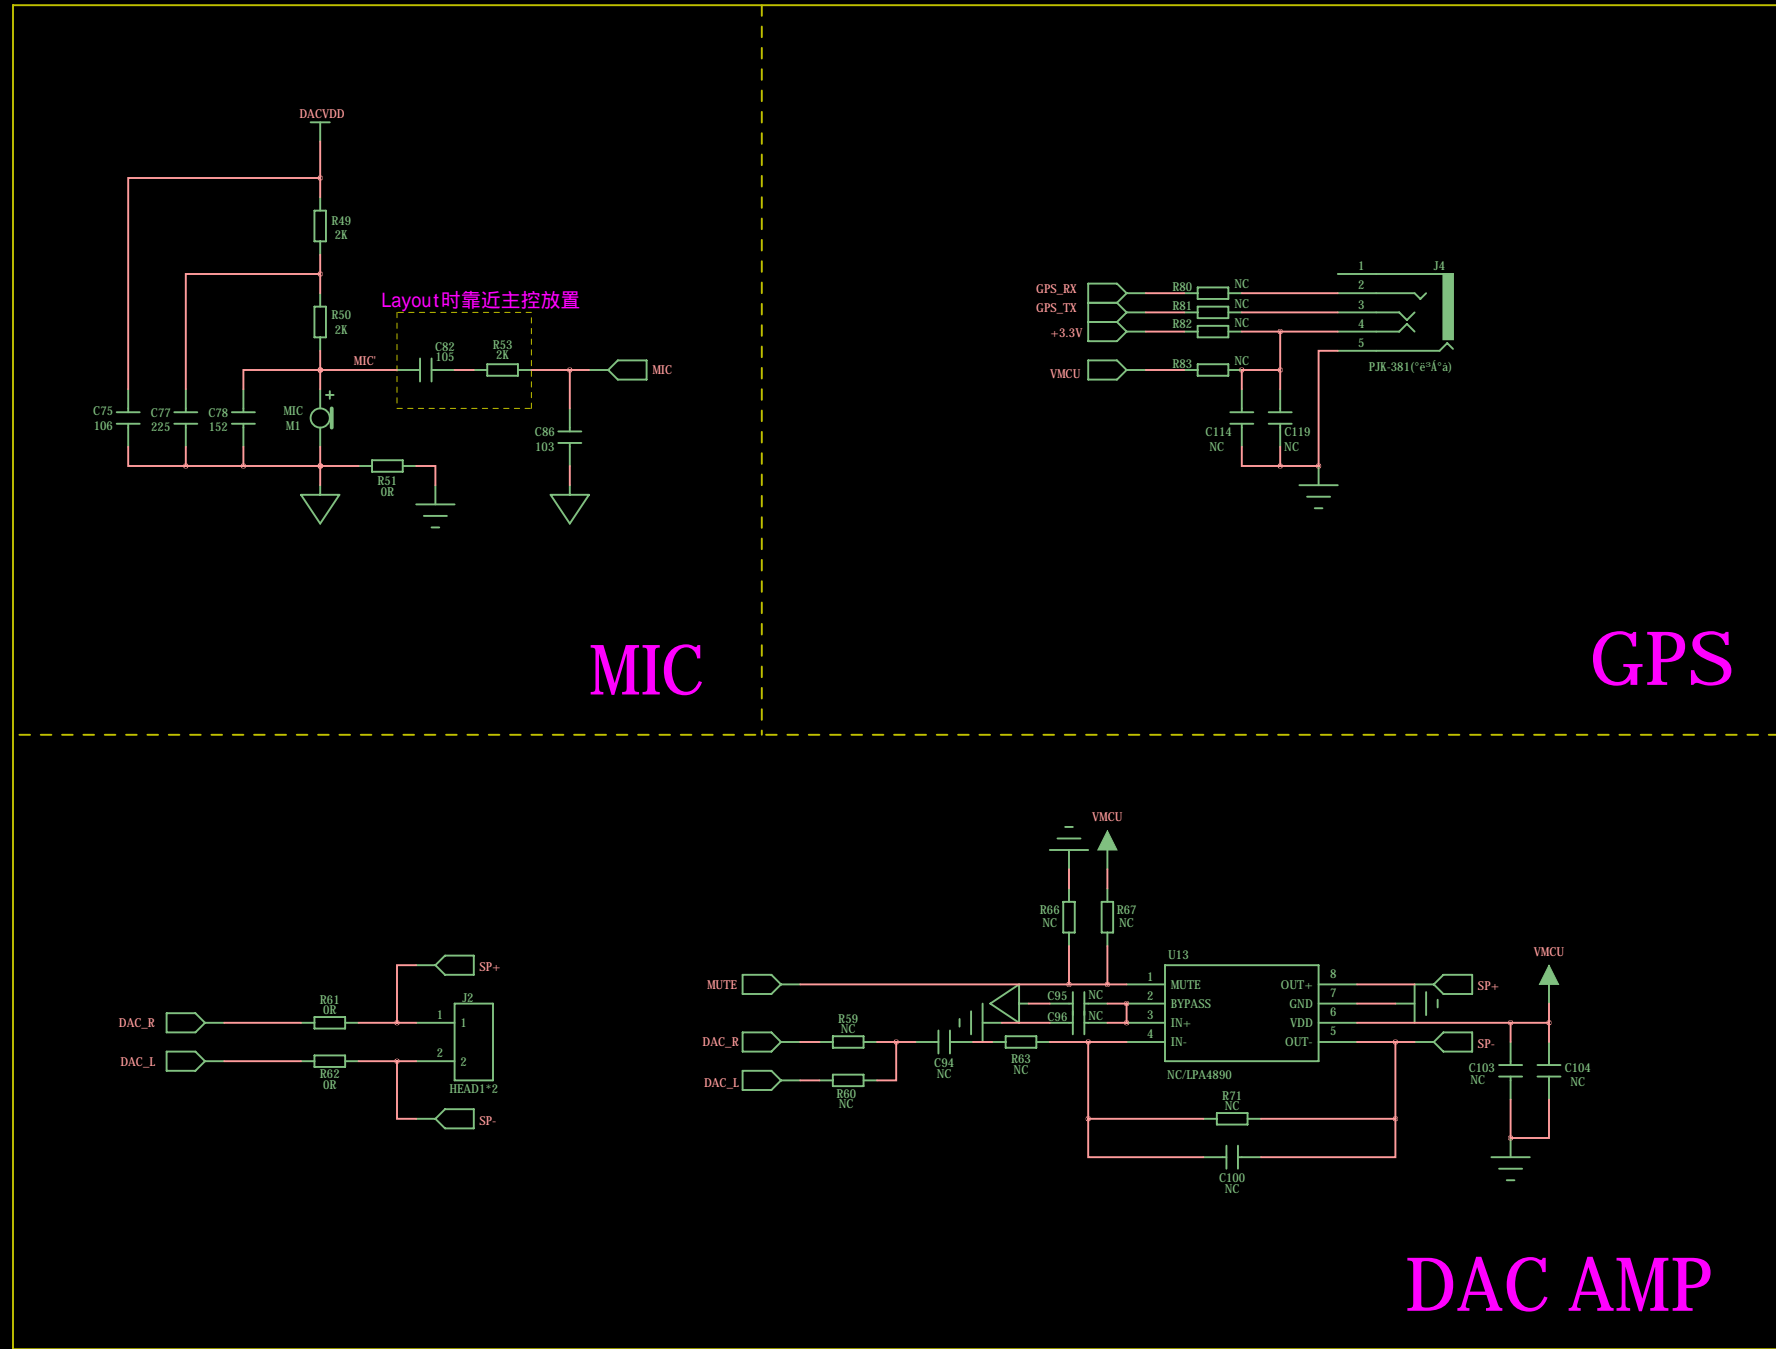 DACVDD
R49
2K
Layout时靠近主控放置
R50
2K
MIC'
C82
105
R53
2K
MIC
C75
106
C77
225
C78
152
MIC
M1
+
C86
103
R51
0R
MIC
GPS_RX
GPS_TX
+3.3V
VMCU
R80
NC
R81
NC
R82
NC
R83
NC
1
2
3
4
5
J4
PJK-381(°ë³Á°å)
C114
NC
C119
NC
GPS
DAC_R
DAC_L
R61
0R
R62
0R
SP+
SP-
J2
1
1
2
2
HEAD1*2
VMCU
R66
NC
R67
NC
MUTE
DAC_R
DAC_L
R59
NC
R60
NC
C94
NC
R63
NC
C95
NC
C96
NC
U13
1
MUTE
2
BYPASS
3
IN+
4
IN-
OUT+
8
GND
7
VDD
6
OUT-
5
NC/LPA4890
R71
NC
C100
NC
SP+
SP-
VMCU
C103
NC
C104
NC
DAC AMP